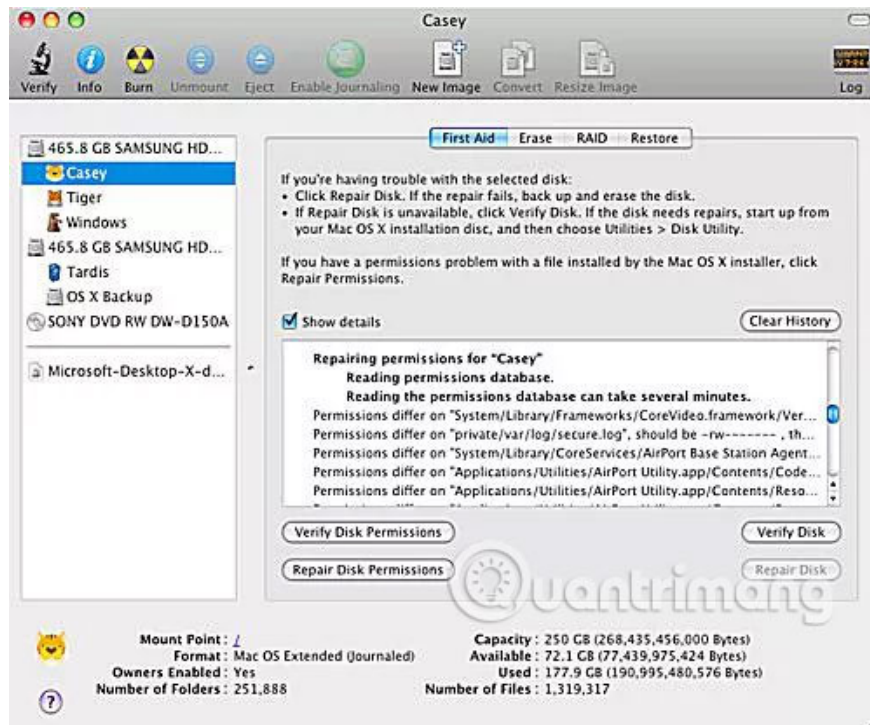 Casey
Verify Info Burn Unmount Eject Enable Journaling New Image Convert Resize Image Log
465.8 GB SAMSUNG HD...
Casey
Tiger
Windows
465.8 GB SAMSUNG HD...
Tardis
OS X Backup
SONY DVD RW DW-D150A
Microsoft-Desktop-X-d...
First Aid Erase RAID Restore
If you're having trouble with the selected disk:
• Click Repair Disk. If the repair fails, back up and erase the disk.
• If Repair Disk is unavailable, click Verify Disk. If the disk needs repairs, start up from
your Mac OS X installation disc, and then choose Utilities > Disk Utility.
If you have a permissions problem with a file installed by the Mac OS X installer, click
Repair Permissions.
Show details
Clear History
Repairing permissions for "Casey"
Reading permissions database.
Reading the permissions database can take several minutes.
Permissions differ on "System/Library/Frameworks/CoreVideo.framework/Ver...
Permissions differ on "private/var/log/secure.log", should be -rw------- , th...
Permissions differ on "System/Library/CoreServices/AirPort Base Station Agent...
Permissions differ on "Applications/Utilities/AirPort Utility.app/Contents/Code...
Permissions differ on "Applications/Utilities/AirPort Utility.app/Contents/Reso...
Verify Disk Permissions
Verify Disk
Repair Disk Permissions
Repair Disk
Quantrimang
Mount Point : /
Format : Mac OS Extended (Journaled)
Owners Enabled : Yes
Number of Folders : 251,888
Capacity : 250 GB (268,435,456,000 Bytes)
Available : 72.1 GB (77,439,975,424 Bytes)
Used : 177.9 GB (190,995,480,576 Bytes)
Number of Files : 1,319,317